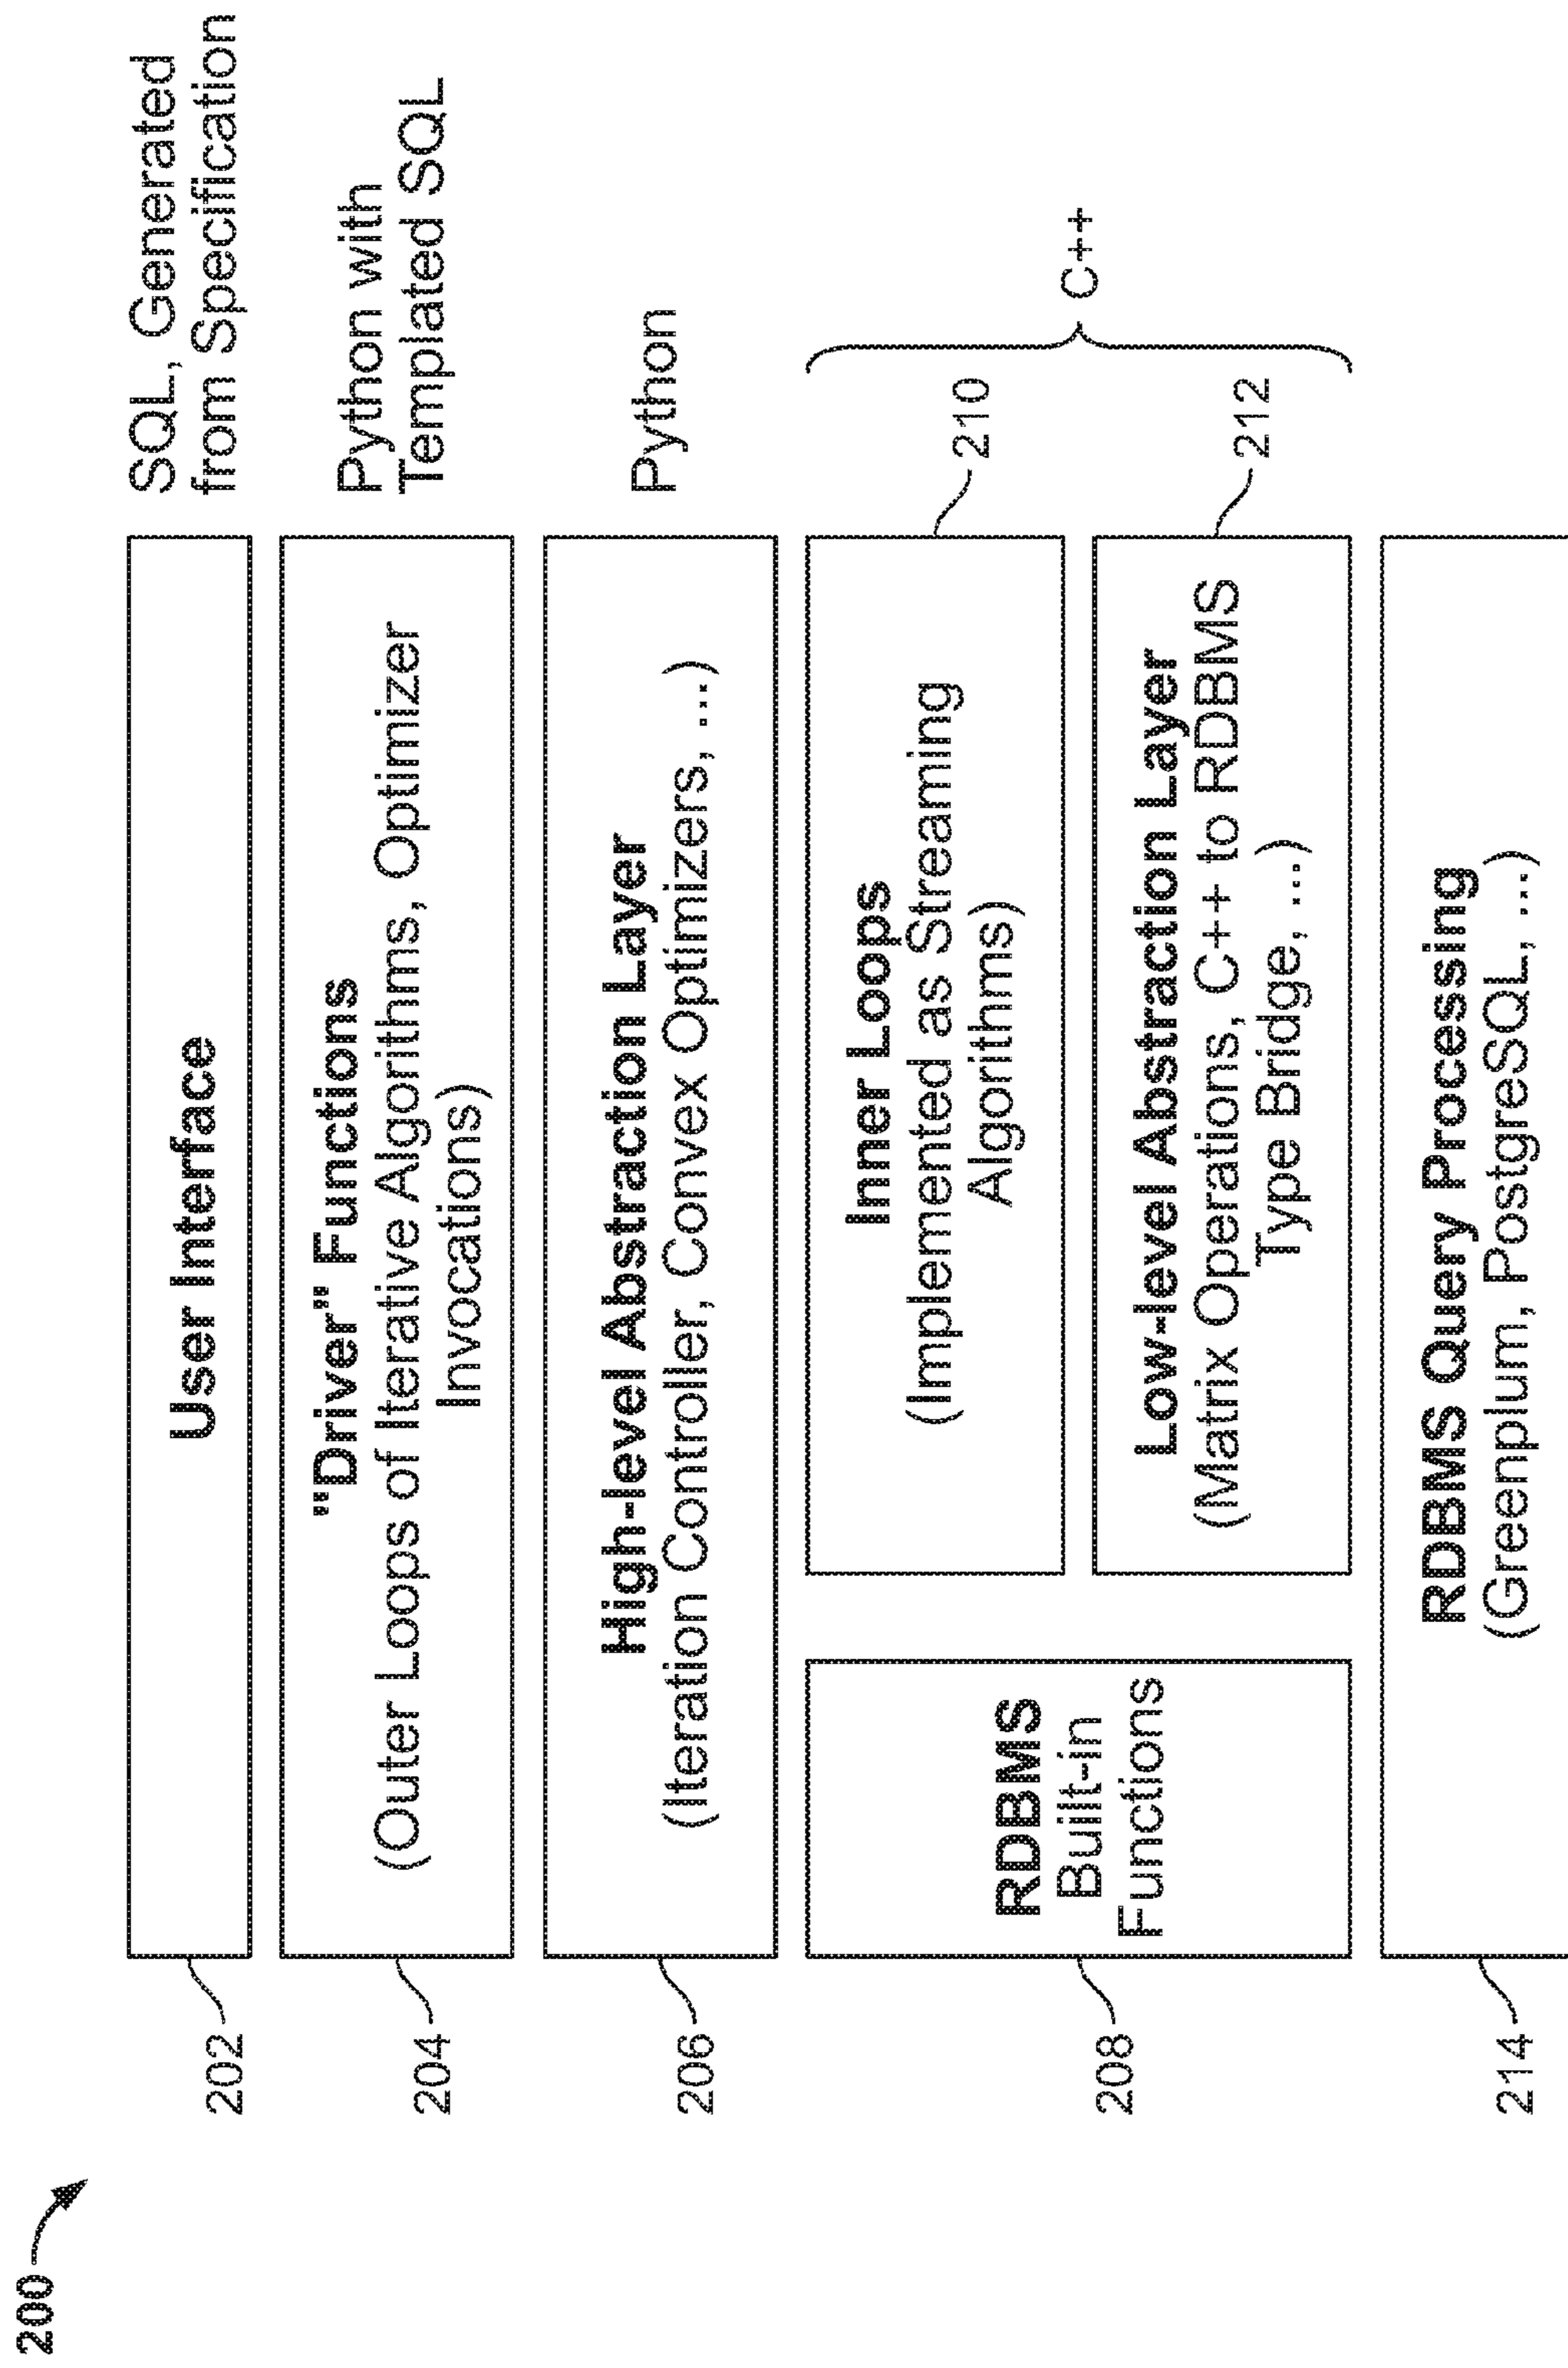 200
202
User Interface
SQL, Generated
from Specification
204
"Driver" Functions
(Outer Loops of Iterative Algorithms, Optimizer
Invocations)
Python with
Templated SQL
206
High-level Abstraction Layer
(Iteration Controller, Convex Optimizers, ...)
Python
208
RDBMS
Built-in
Functions
Inner Loops
(Implemented as Streaming
Algorithms)
210
Low-level Abstraction Layer
(Matrix Operations, C++ to RDBMS
Type Bridge, ...)
212
C++
214
RDBMS Query Processing
(Greenplum, PostgreSQL, ...)